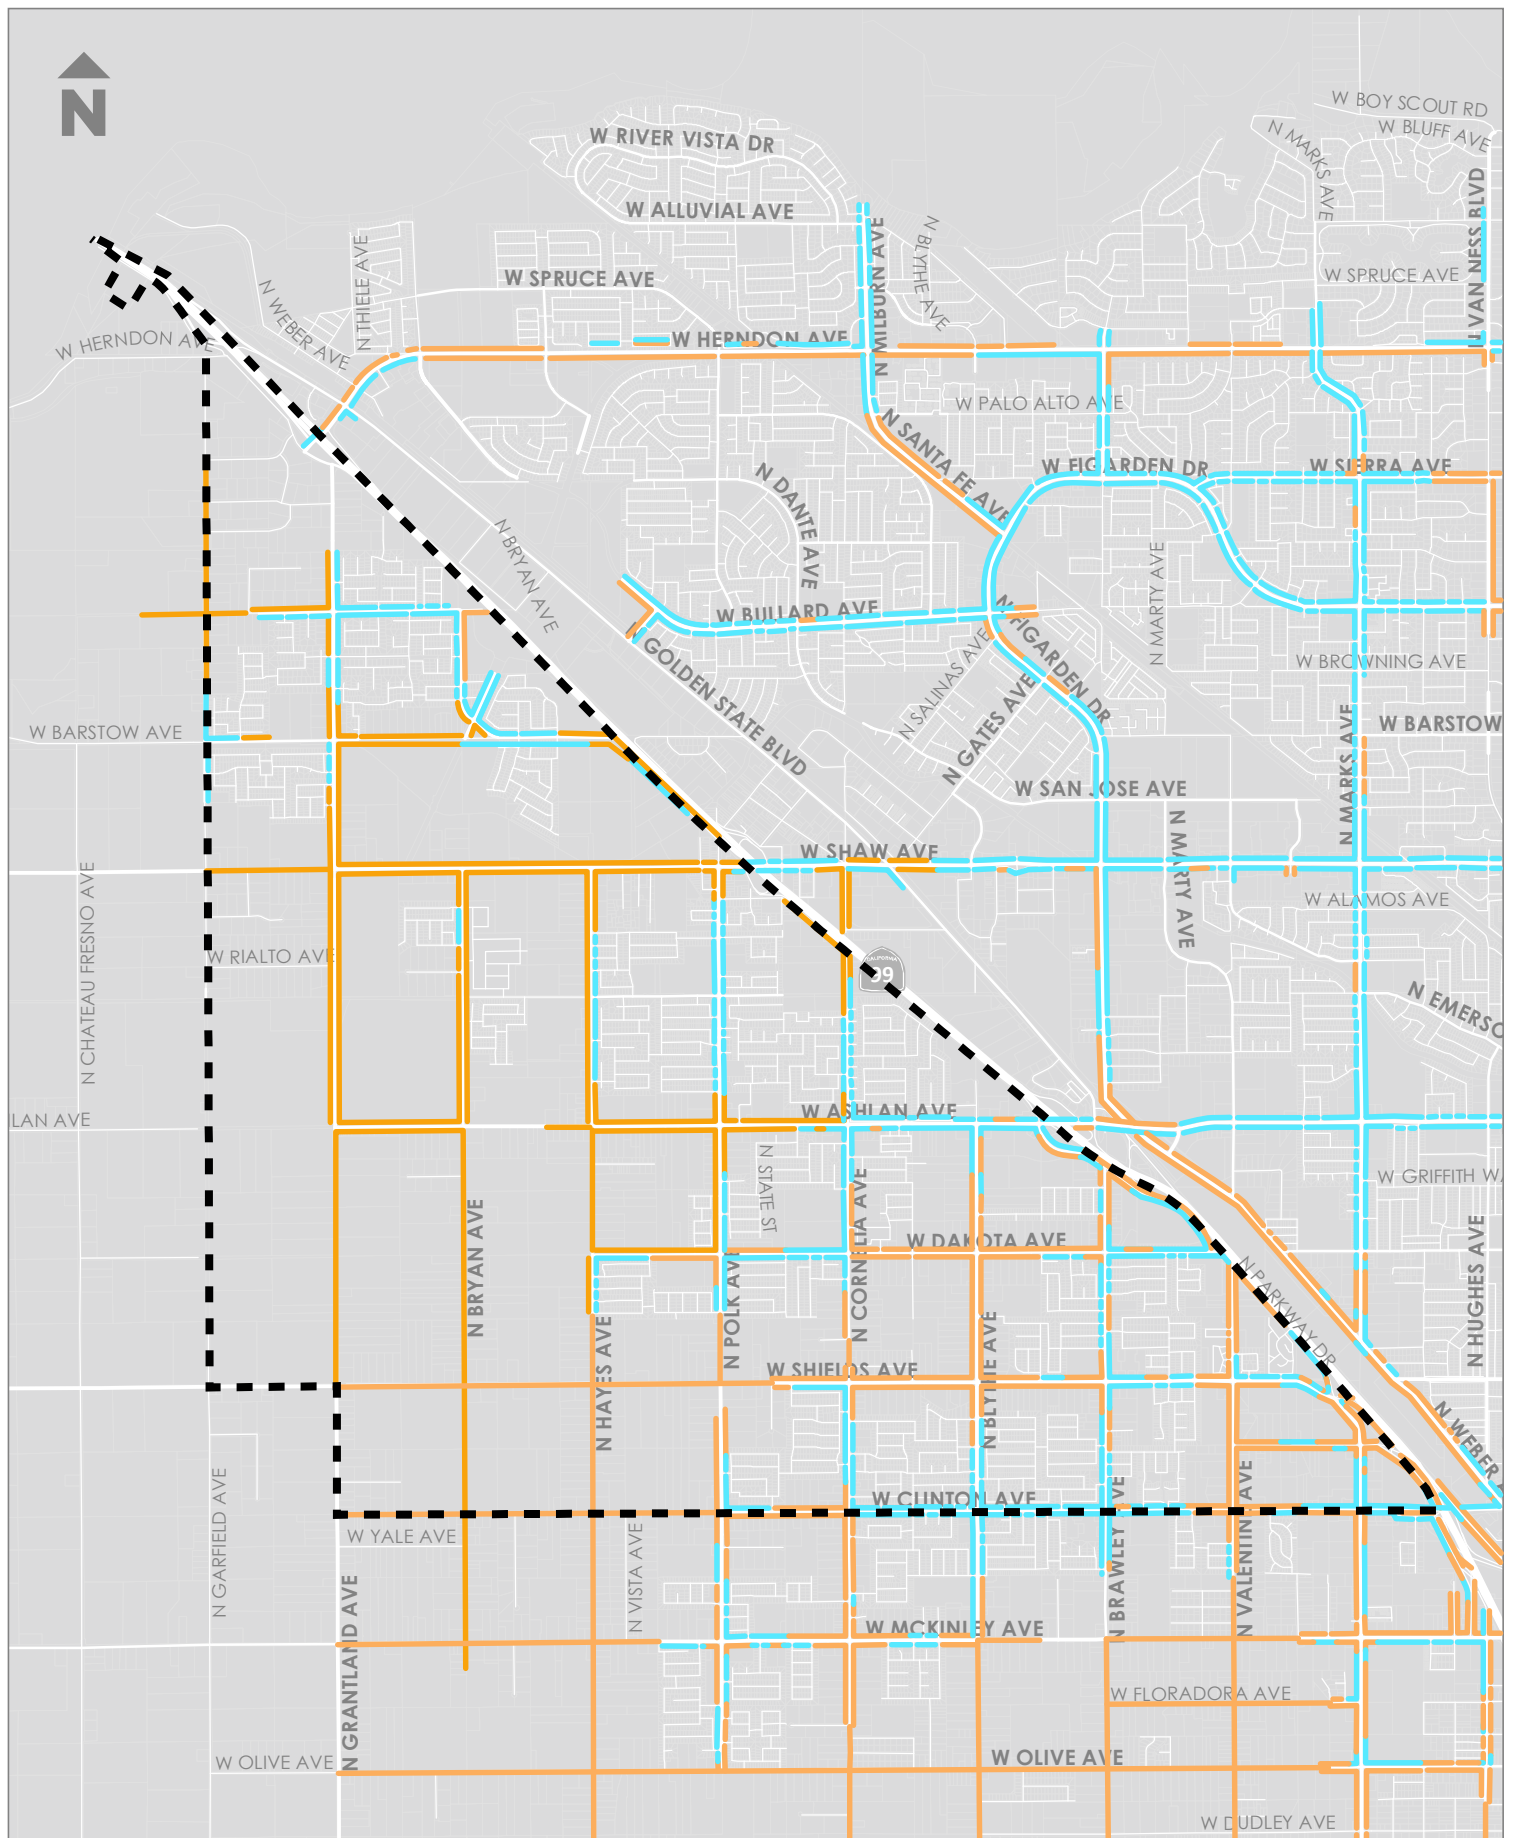 N
W BOY SCOUT RD
W BLUFF AVE
N MARKS AVE
W RIVER VISTA DR
W ALLUVIAL AVE
N MILBURN AVE
N BLYTHE AVE
N VAN NESS BLVD
N THIELE AVE
N WEBER AVE
W SPRUCE AVE
W SPRUCE AVE
W HERNDON AVE
W HERNDON AVE
W PALO ALTO AVE
N SANTA FE AVE
W FIGARDEN DR
W SIERRA AVE
N DANTE AVE
N BRYAN AVE
N MARTY AVE
W BULLARD AVE
N FIGARDEN DR
N GOLDEN STATE BLVD
N SALINAS AVE
N GATES AVE
W BROWNING AVE
W BARSTOW AVE
W BARSTOW
N MARKS AVE
W SAN JOSE AVE
N MARTY AVE
W SHAW AVE
W ALAMOS AVE
N CHATEAU FRESNO AVE
W RIALTO AVE
CALIFORNIA
99
N EMERSO
LAN AVE
W ASHLAN AVE
N STATE ST
N CORNELIA AVE
W GRIFFITH WA
N BRYAN AVE
N POLK AVE
W DAKOTA AVE
N PARKWAY DR
N HUGHES AVE
N HAYES AVE
W SHIELDS AVE
N BLYTHE AVE
N WEBER A
N GARFIELD AVE
W CLINTON AVE
N BRAWLEY AVE
N VALENTINE AVE
W YALE AVE
N VISTA AVE
N GRANTLAND AVE
W MCKINLEY AVE
W FLORADORA AVE
W OLIVE AVE
W OLIVE AVE
W DUDLEY AVE